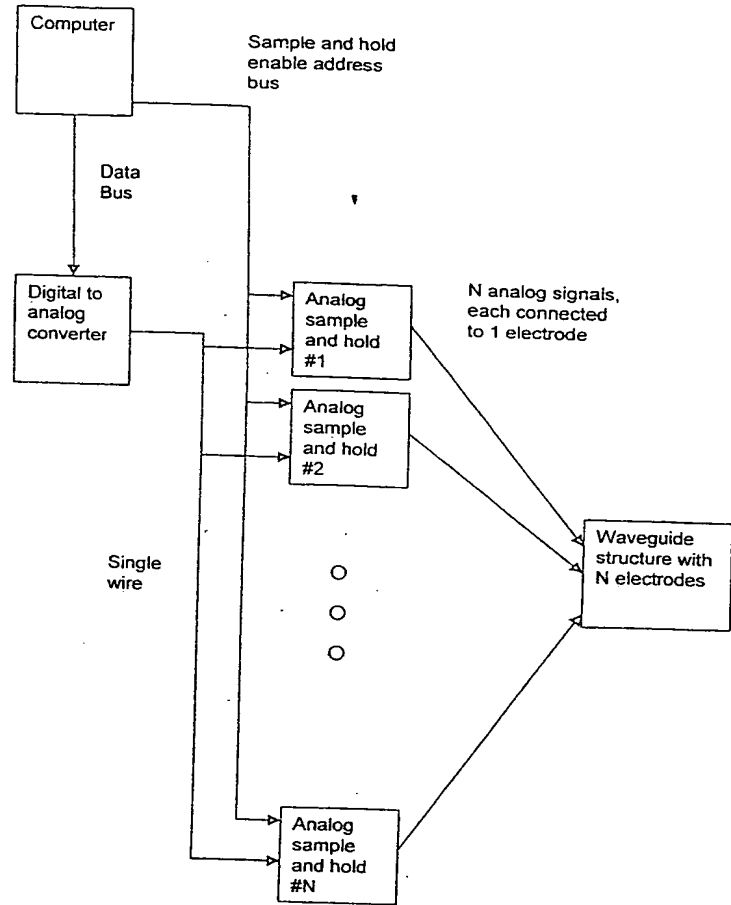 Computer
Sample and hold
enable address
bus
Data
Bus
Digital to
analog
converter
Analog
sample
and hold
#1
N analog signals,
each connected
to 1 electrode
Analog
sample
and hold
#2
Waveguide
structure with
N electrodes
Single
wire
Analog
sample
and hold
#N